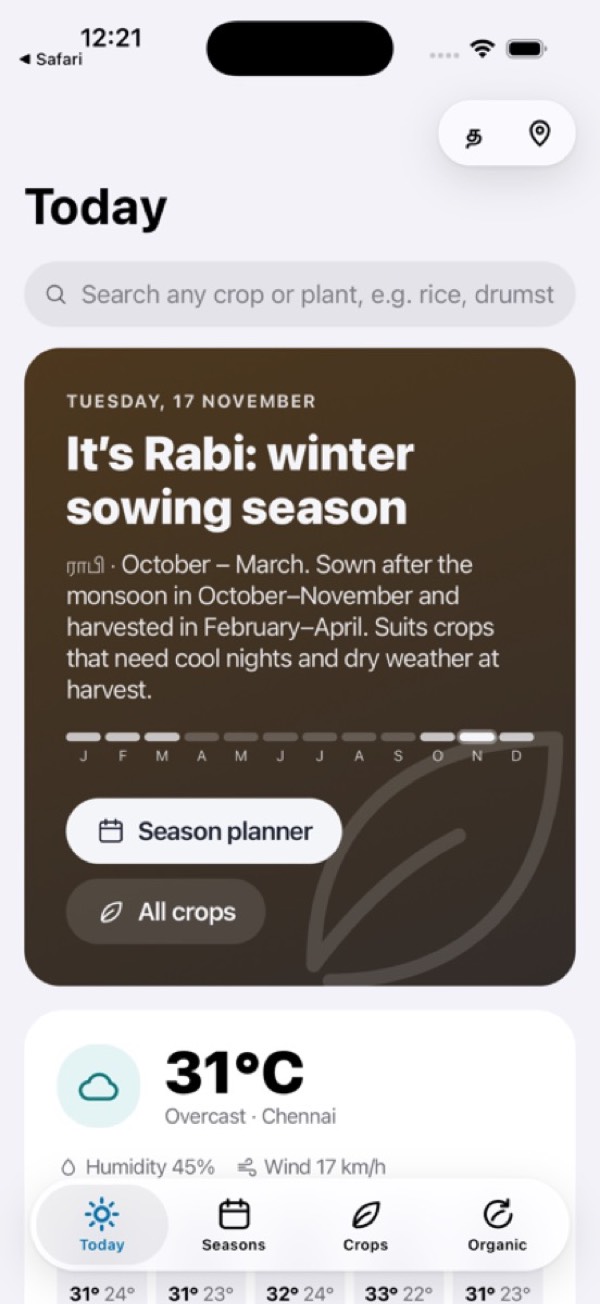 12:21
◀ Safari
த
Today
Search any crop or plant, e.g. rice, drumst
TUESDAY, 17 NOVEMBER
It's Rabi: winter
sowing season
ராபி · October – March. Sown after the
monsoon in October–November and
harvested in February–April. Suits crops
that need cool nights and dry weather at
harvest.
J F M A M J J A S O N D
Season planner
All crops
31°C
Overcast · Chennai
Humidity 45% Wind 17 km/h
Today Seasons Crops Organic
31° 24° 31° 23° 32° 24° 33° 22° 31° 23°